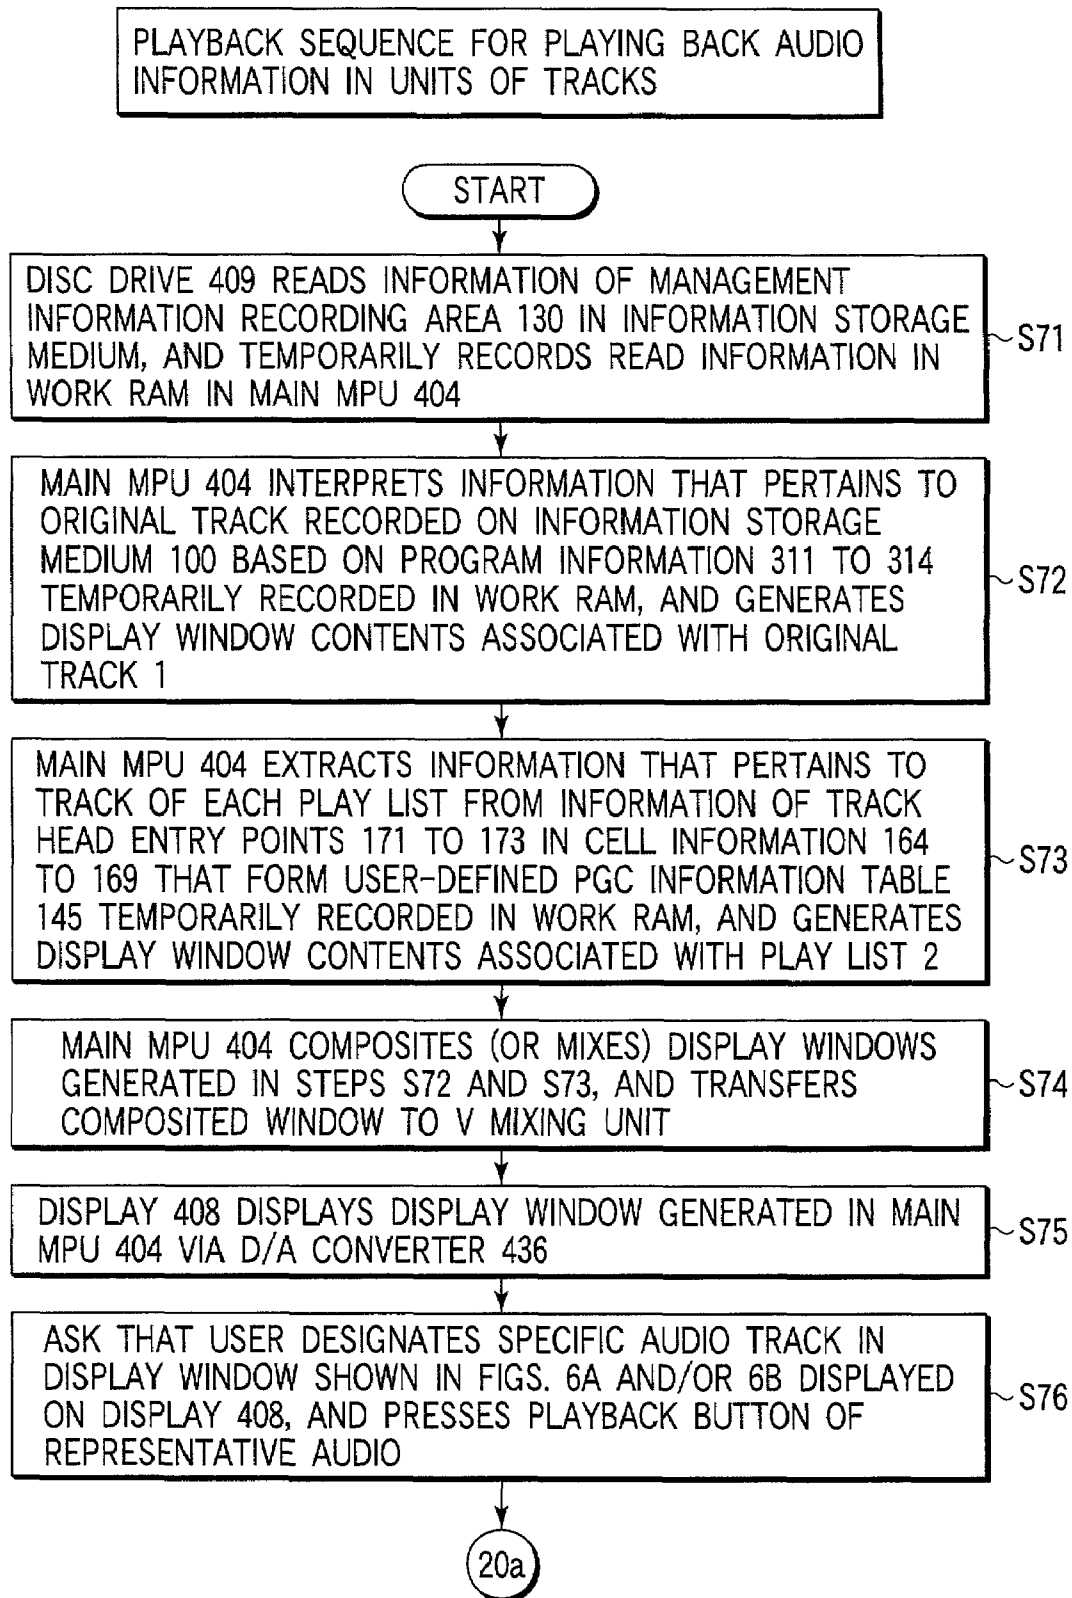 PLAYBACK SEQUENCE FOR PLAYING BACK AUDIO
INFORMATION IN UNITS OF TRACKS
START
DISC DRIVE 409 READS INFORMATION OF MANAGEMENT
INFORMATION RECORDING AREA 130 IN INFORMATION STORAGE
MEDIUM, AND TEMPORARILY RECORDS READ INFORMATION IN
WORK RAM IN MAIN MPU 404
S71
MAIN MPU 404 INTERPRETS INFORMATION THAT PERTAINS TO
ORIGINAL TRACK RECORDED ON INFORMATION STORAGE
MEDIUM 100 BASED ON PROGRAM INFORMATION 311 TO 314
TEMPORARILY RECORDED IN WORK RAM, AND GENERATES
DISPLAY WINDOW CONTENTS ASSOCIATED WITH ORIGINAL
TRACK 1
S72
MAIN MPU 404 EXTRACTS INFORMATION THAT PERTAINS TO
TRACK OF EACH PLAY LIST FROM INFORMATION OF TRACK
HEAD ENTRY POINTS 171 TO 173 IN CELL INFORMATION 164
TO 169 THAT FORM USER-DEFINED PGC INFORMATION TABLE
145 TEMPORARILY RECORDED IN WORK RAM, AND GENERATES
DISPLAY WINDOW CONTENTS ASSOCIATED WITH PLAY LIST 2
S73
MAIN MPU 404 COMPOSITES (OR MIXES) DISPLAY WINDOWS
GENERATED IN STEPS S72 AND S73, AND TRANSFERS
COMPOSITED WINDOW TO V MIXING UNIT
S74
DISPLAY 408 DISPLAYS DISPLAY WINDOW GENERATED IN MAIN
MPU 404 VIA D/A CONVERTER 436
S75
ASK THAT USER DESIGNATES SPECIFIC AUDIO TRACK IN
DISPLAY WINDOW SHOWN IN FIGS. 6A AND/OR 6B DISPLAYED
ON DISPLAY 408, AND PRESSES PLAYBACK BUTTON OF
REPRESENTATIVE AUDIO
S76
20a